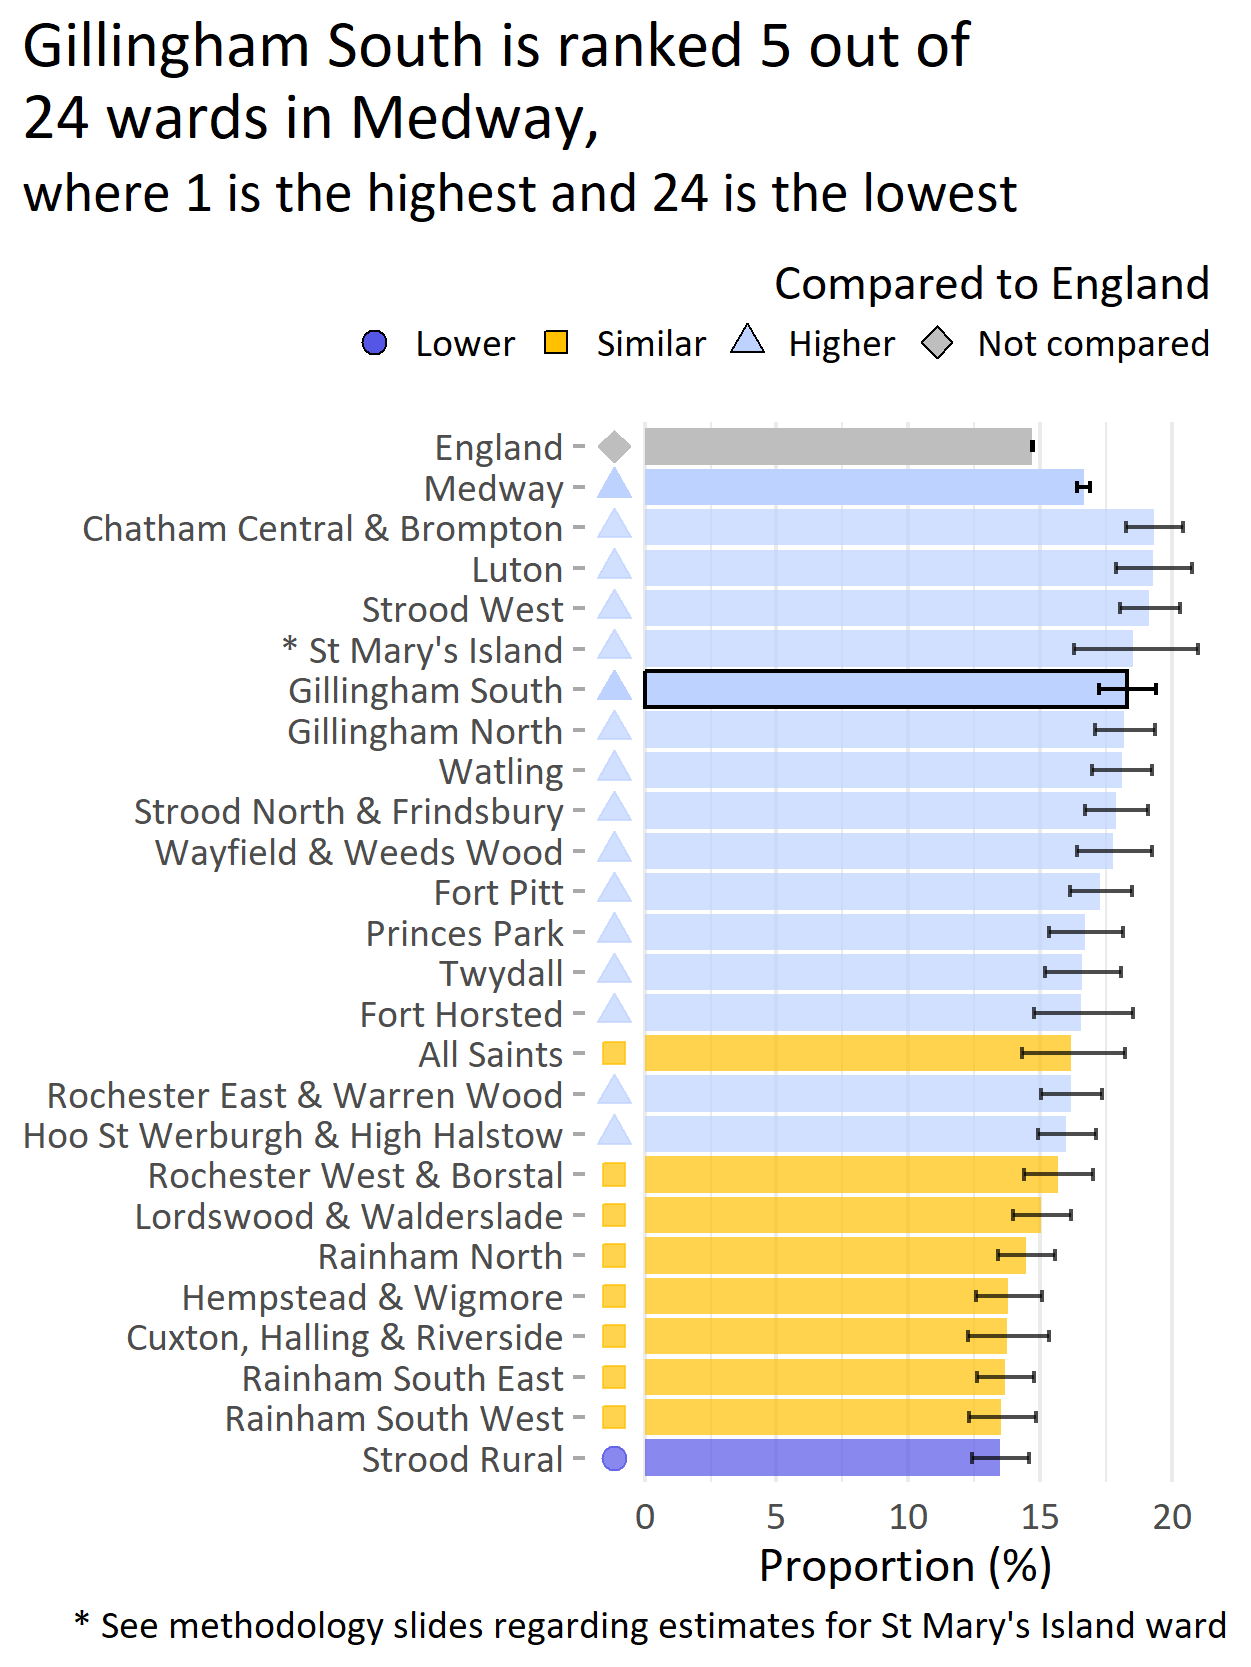 Gillingham South is ranked 5 out of
24 wards in Medway,
where 1 is the highest and 24 is the lowest
Compared to England
Lower Similar Higher Not compared
England
Medway
Chatham Central & Brompton
Luton
Strood West
* St Mary's Island
Gillingham South
Gillingham North
Watling
Strood North & Frindsbury
Wayfield & Weeds Wood
Fort Pitt
Princes Park
Twydall
Fort Horsted
All Saints
Rochester East & Warren Wood
Hoo St Werburgh & High Halstow
Rochester West & Borstal
Lordswood & Walderslade
Rainham North
Hempstead & Wigmore
Cuxton, Halling & Riverside
Rainham South East
Rainham South West
Strood Rural
0 5 10 15 20
Proportion (%)
* See methodology slides regarding estimates for St Mary's Island ward